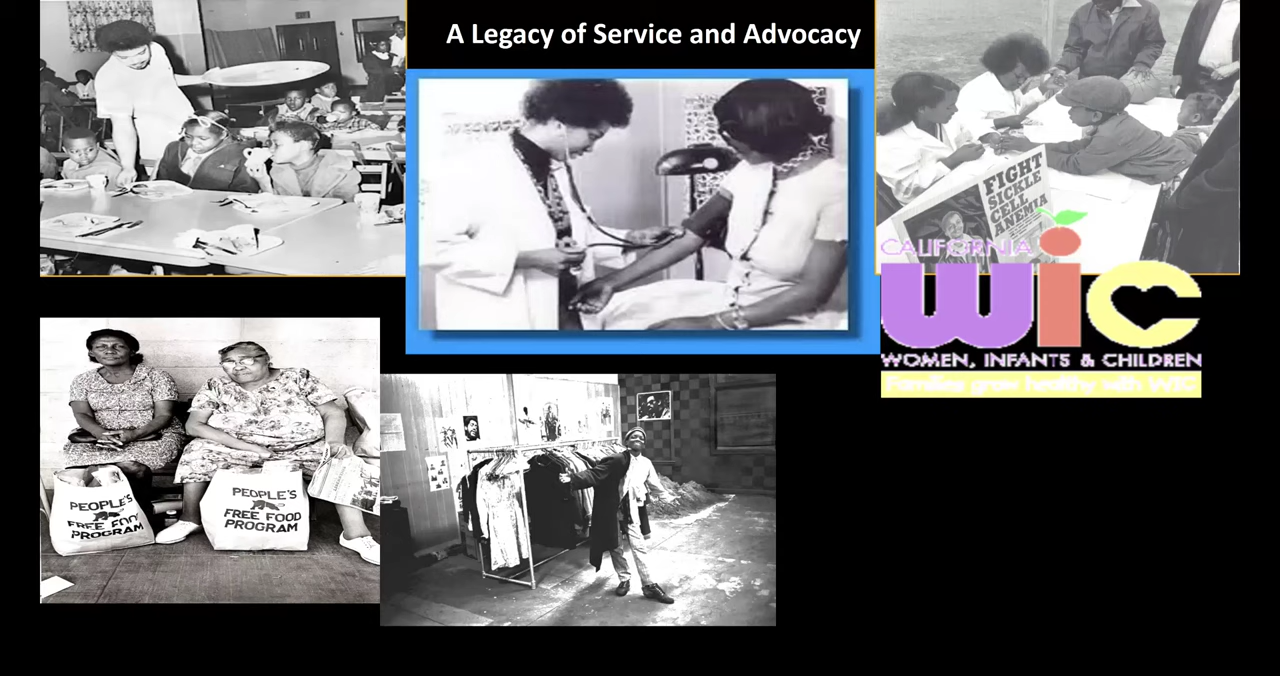 A Legacy of Service and Advocacy
FIGHT
SICKLE
CELL
ANEMIA
CALIFORNIA
wic
WOMEN, INFANTS & CHILDREN
Families grow healthy with WIC
PEOPLE'S
FREE FOOD
PROGRAM
PEOPLE'S
FREE FOOD
PROGRAM